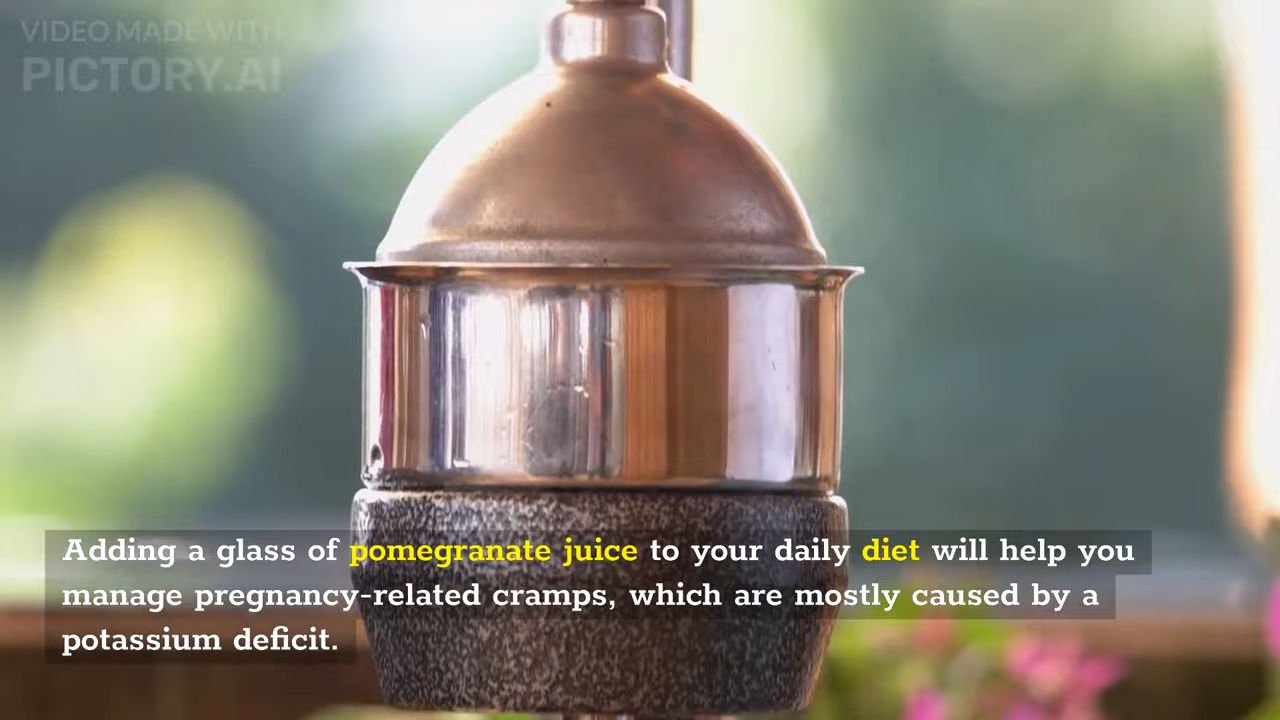 VIDEO MADE WITH
PICTORY.AI
Adding a glass of pomegranate juice to your daily diet will help you
manage pregnancy-related cramps, which are mostly caused by a
potassium deficit.